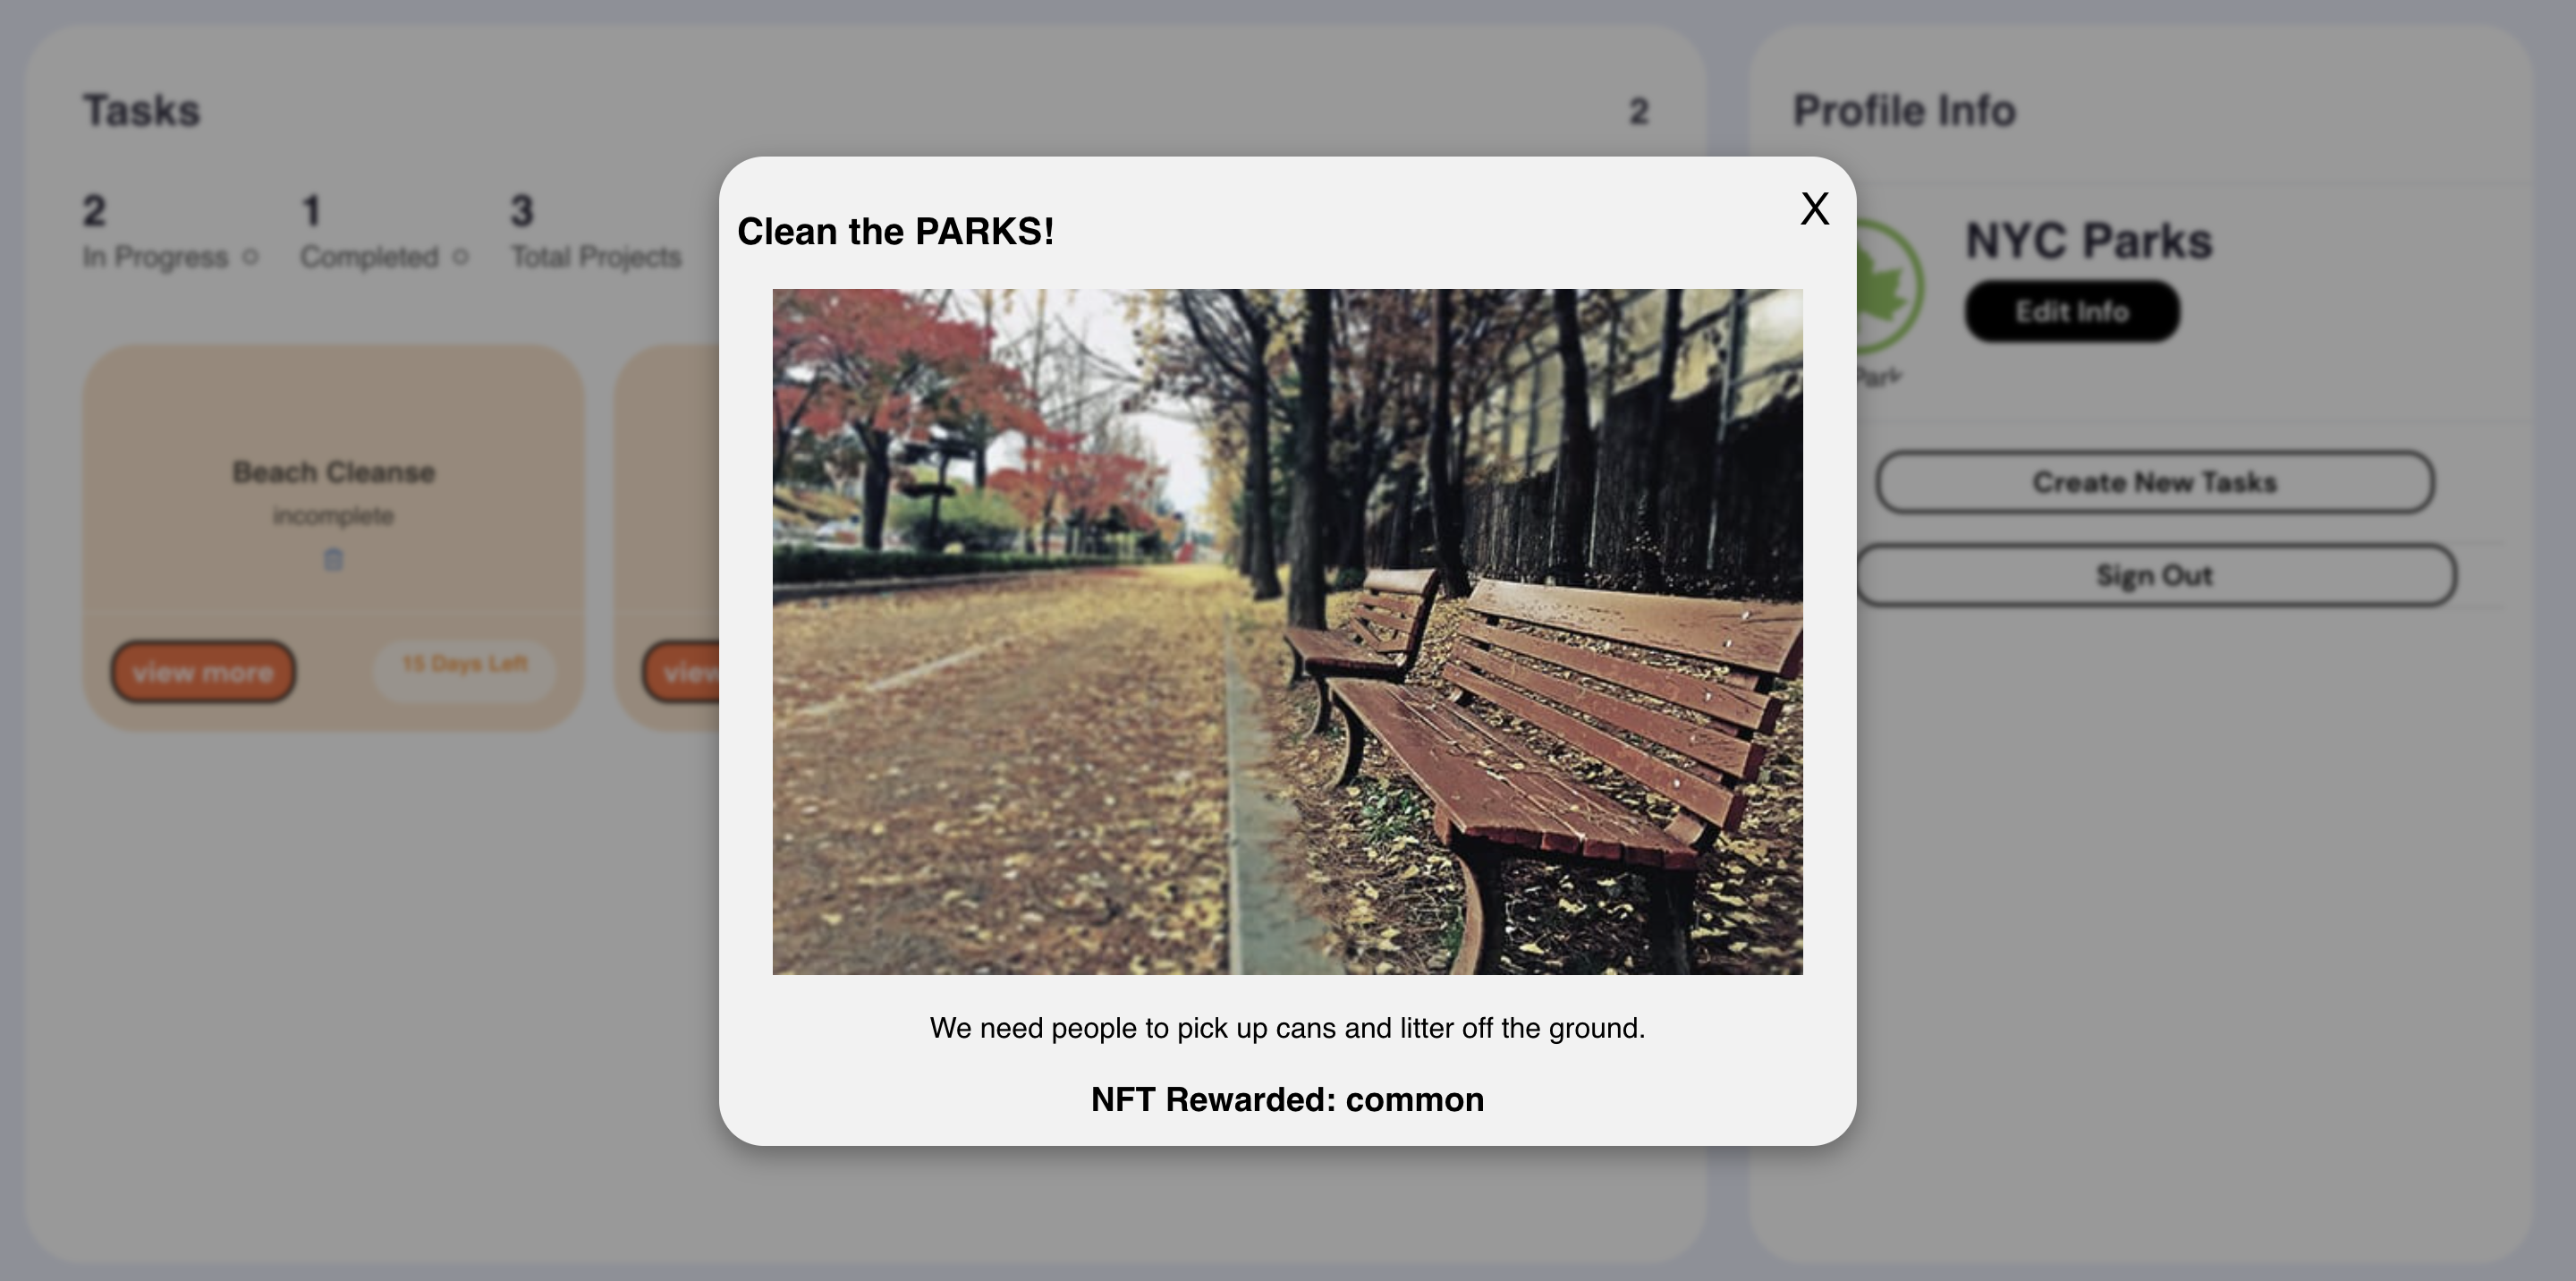 Tasks
2
Profile Info
2
1
3
In Progress
Completed
Total Projects
Clean the PARKS!
X
NYC Parks
Edit Info
Beach Cleanse
incomplete
Create New Tasks
Sign Out
view more
15 Days Left
view
We need people to pick up cans and litter off the ground.
NFT Rewarded: common